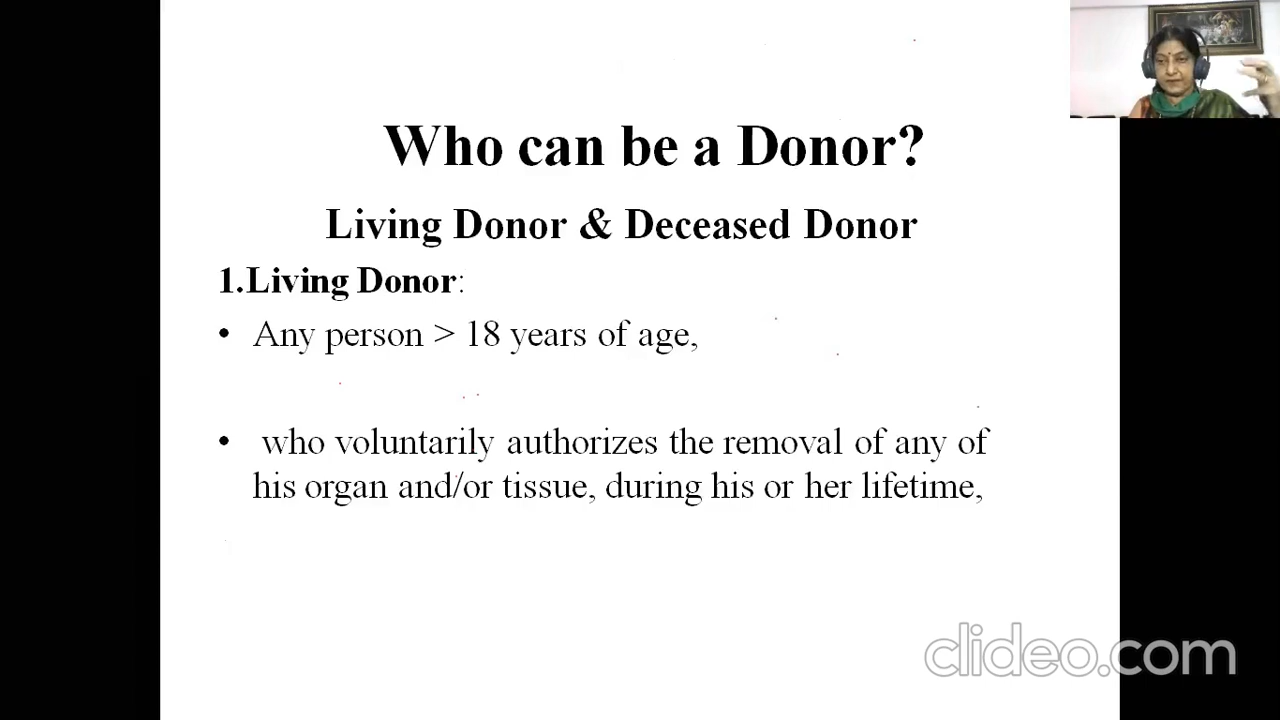 Who can be a Donor?
Living Donor & Deceased Donor
1.Living Donor:
• Any person > 18 years of age,
• who voluntarily authorizes the removal of any of
his organ and/or tissue, during his or her lifetime,
clideo.com